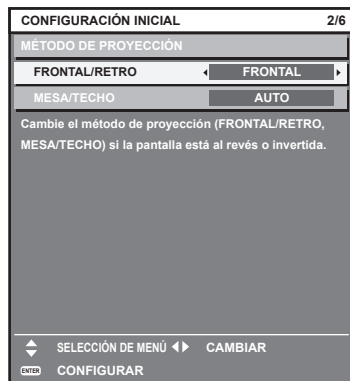 CONFIGURACIÓN INICIAL 2/6
MÉTODO DE PROYECCIÓN
FRONTAL/RETRO FRONTAL
MESA/TECHO AUTO
Cambie el método de proyección (FRONTAL/RETRO,
MESA/TECHO) si la pantalla está al revés o invertida.
SELECCIÓN DE MENÚ CAMBIAR
ENTER CONFIGURAR